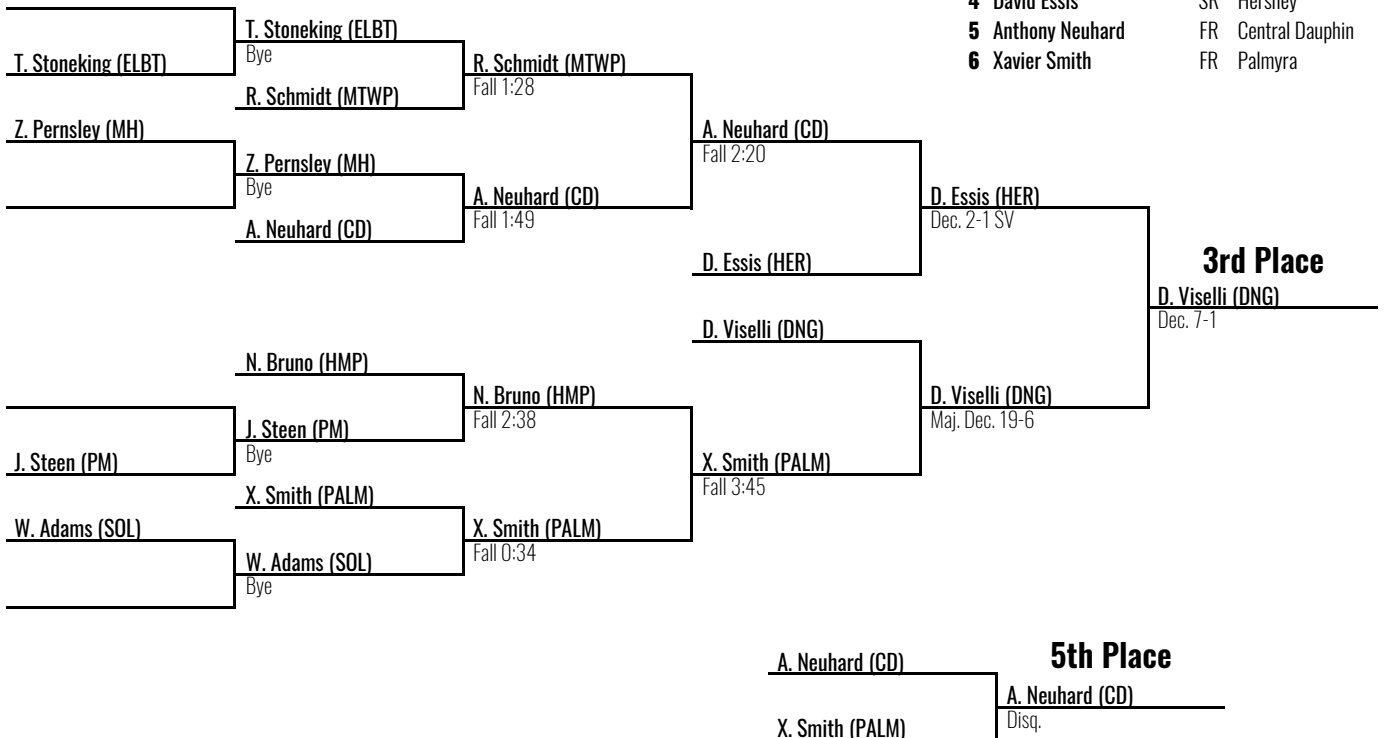 4 David Essis SR Hershey
5 Anthony Neuhard FR Central Dauphin
6 Xavier Smith FR Palmyra
T. Stoneking (ELBT)
T. Stoneking (ELBT)
Bye
R. Schmidt (MTWP)
R. Schmidt (MTWP)
Fall 1:28
Z. Pernsley (MH)
Z. Pernsley (MH)
Bye
A. Neuhard (CD)
A. Neuhard (CD)
Fall 1:49
A. Neuhard (CD)
Fall 2:20
D. Essis (HER)
D. Essis (HER)
Dec. 2-1 SV
3rd Place
D. Viselli (DNG)
Dec. 7-1
D. Viselli (DNG)
D. Viselli (DNG)
Maj. Dec. 19-6
N. Bruno (HMP)
N. Bruno (HMP)
Fall 2:38
J. Steen (PM)
J. Steen (PM)
Bye
X. Smith (PALM)
X. Smith (PALM)
Fall 3:45
X. Smith (PALM)
Fall 0:34
W. Adams (SOL)
W. Adams (SOL)
Bye
5th Place
A. Neuhard (CD)
A. Neuhard (CD)
Disq.
X. Smith (PALM)